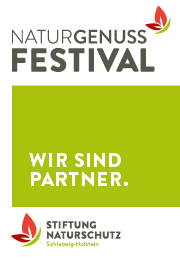 NATURGENUSS
FESTIVAL
WIR SIND
PARTNER.
STIFTUNG
NATURSCHUTZ
Schleswig-Holstein